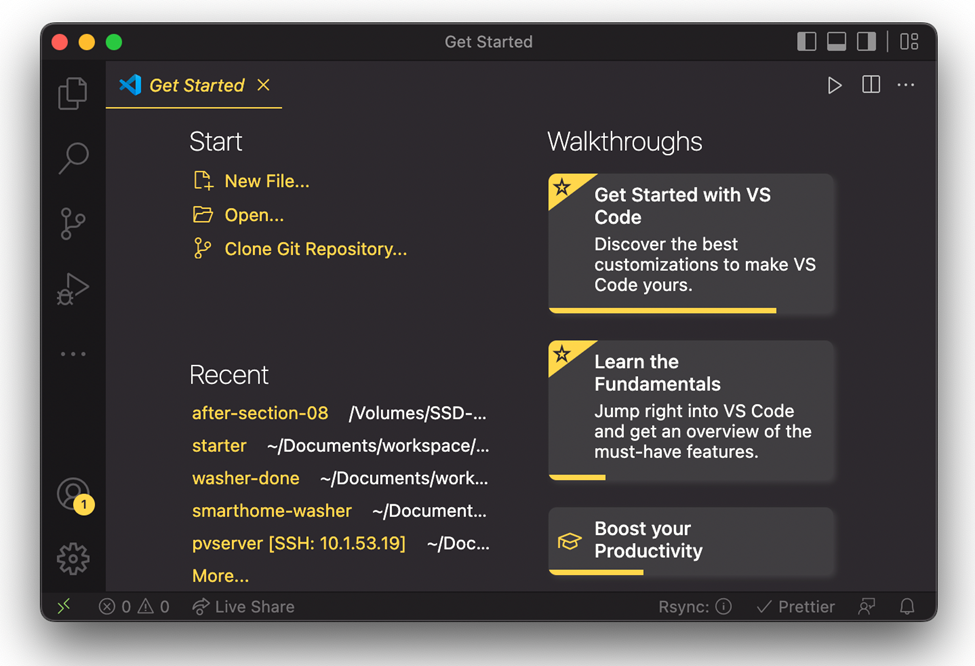 Get Started
Get Started
Start
New File...
Open...
Clone Git Repository...
Recent
after-section-08 /Volumes/SSD-...
starter ~/Documents/workspace/...
washer-done ~/Documents/work...
smarthome-washer ~/Document...
pvserver [SSH: 10.1.53.19] ~/Doc...
More...
Walkthroughs
Get Started with VS
Code
Discover the best
customizations to make VS
Code yours.
Learn the
Fundamentals
Jump right into VS Code
and get an overview of the
must-have features.
Boost your
Productivity
1
0 0 Live Share Rsync: Prettier